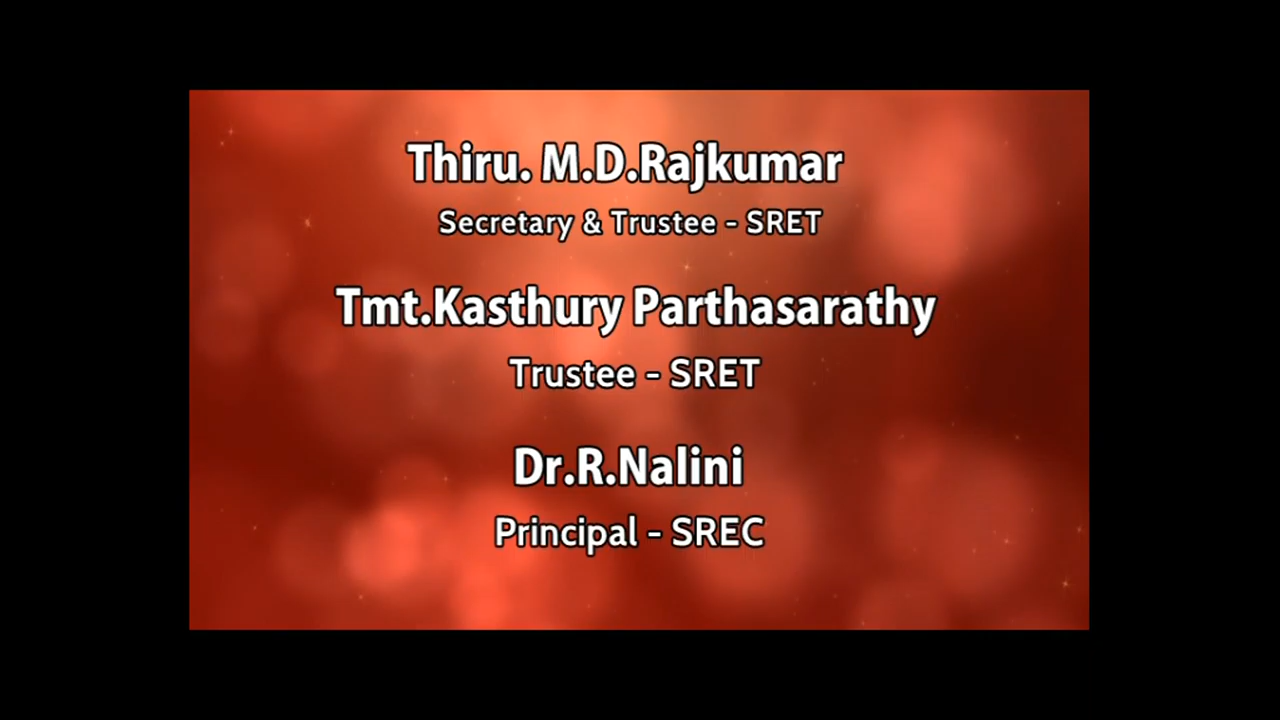 Thiru. M.D.Rajkumar
Secretary & Trustee - SRET
Tmt.Kasthury Parthasarathy
Trustee - SRET
Dr.R.Nalini
Principal - SREC